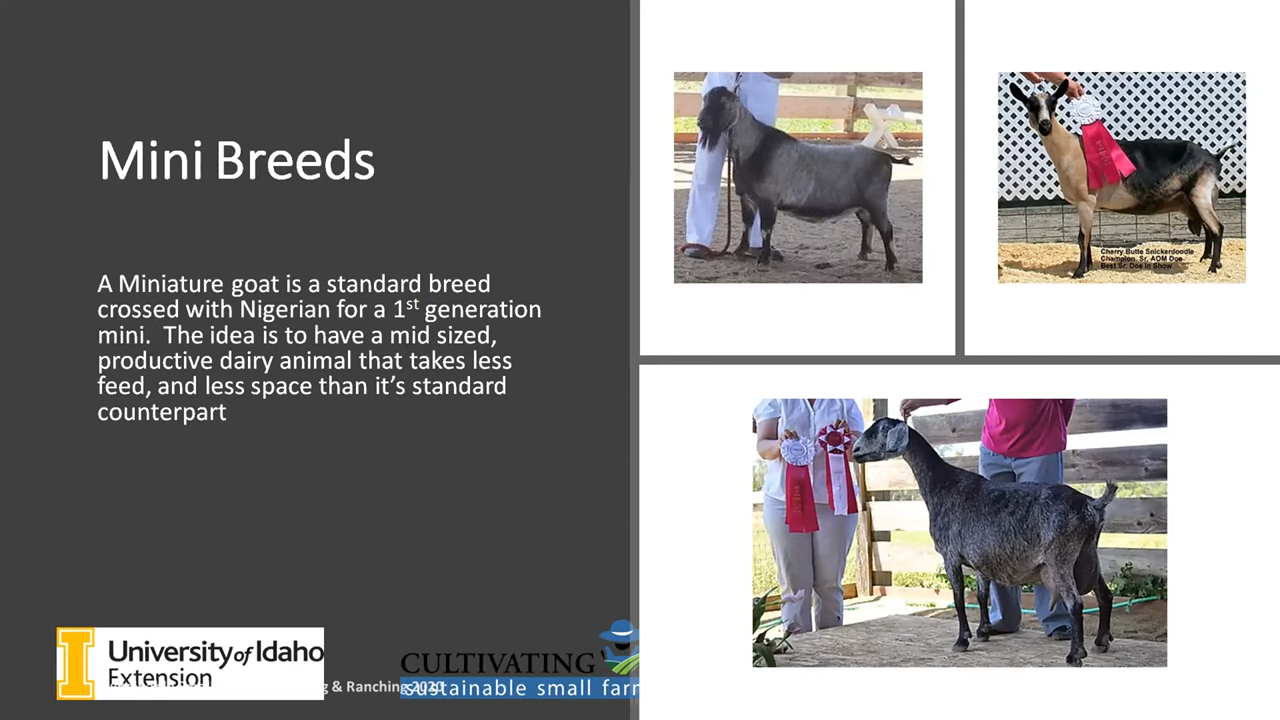 Mini Breeds
A Miniature goat is a standard breed
crossed with Nigerian for a 1st generation
mini. The idea is to have a mid sized,
productive dairy animal that takes less
feed, and less space than it's standard
counterpart
Cherry Butte Snickerdoodle
Champion, Sr. AOM Doe
Best Sr. Doe in Show
I
University of Idaho
Extension
CULTIVATING
sustainable small farm
g & Ranching 2020